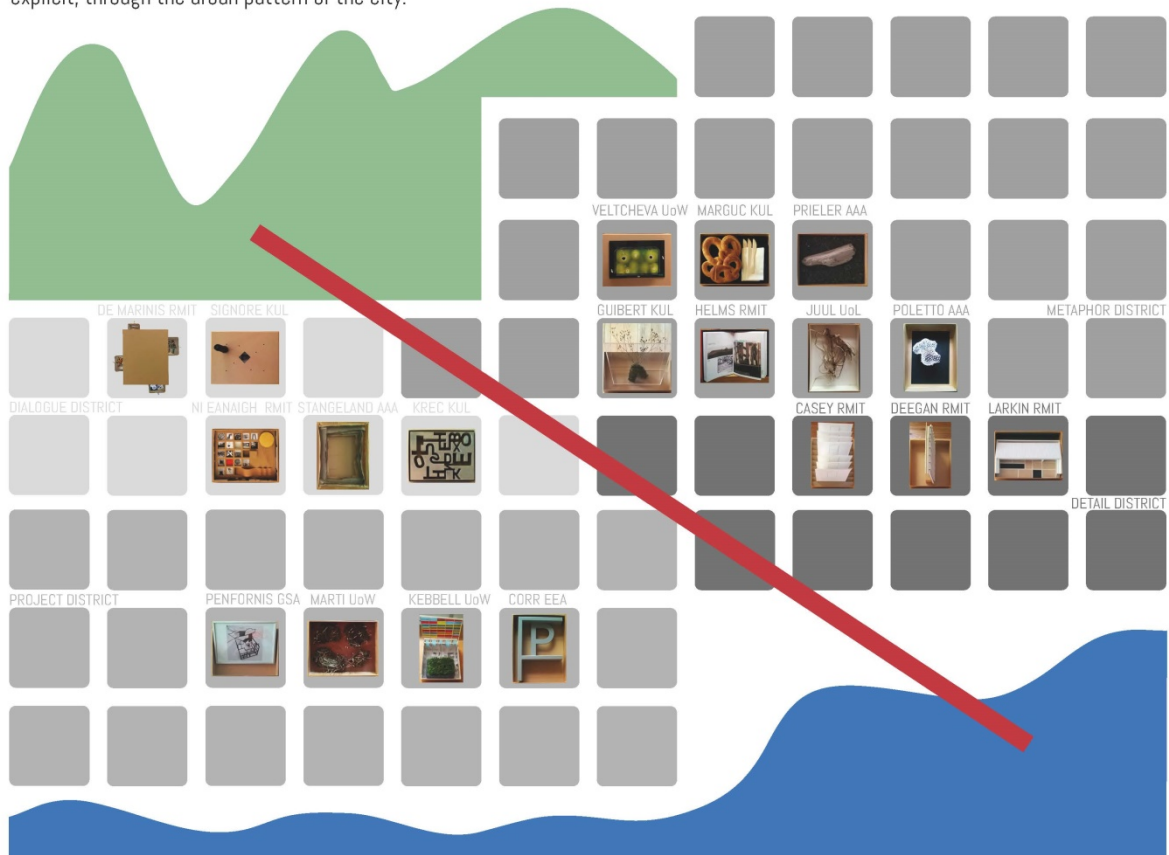 explicit, through the urban pattern of the city.
VELTCHEVA UoW MARGUC KUL PRIELER AAA
DE MARINIS RMIT SIGNORE KUL GUIBERT KUL HELMS RMIT JUUL UoL POLETTO AAA METAPHOR DISTRICT
DIALOGUE DISTRICT NI EANAIGH RMIT STANGELAND AAA KREC KUL CASEY RMIT DEEGAN RMIT LARKIN RMIT
DETAIL DISTRICT
PROJECT DISTRICT PENFORNIS GSA MARTI UoW KEBBELL UoW CORR EEA
P